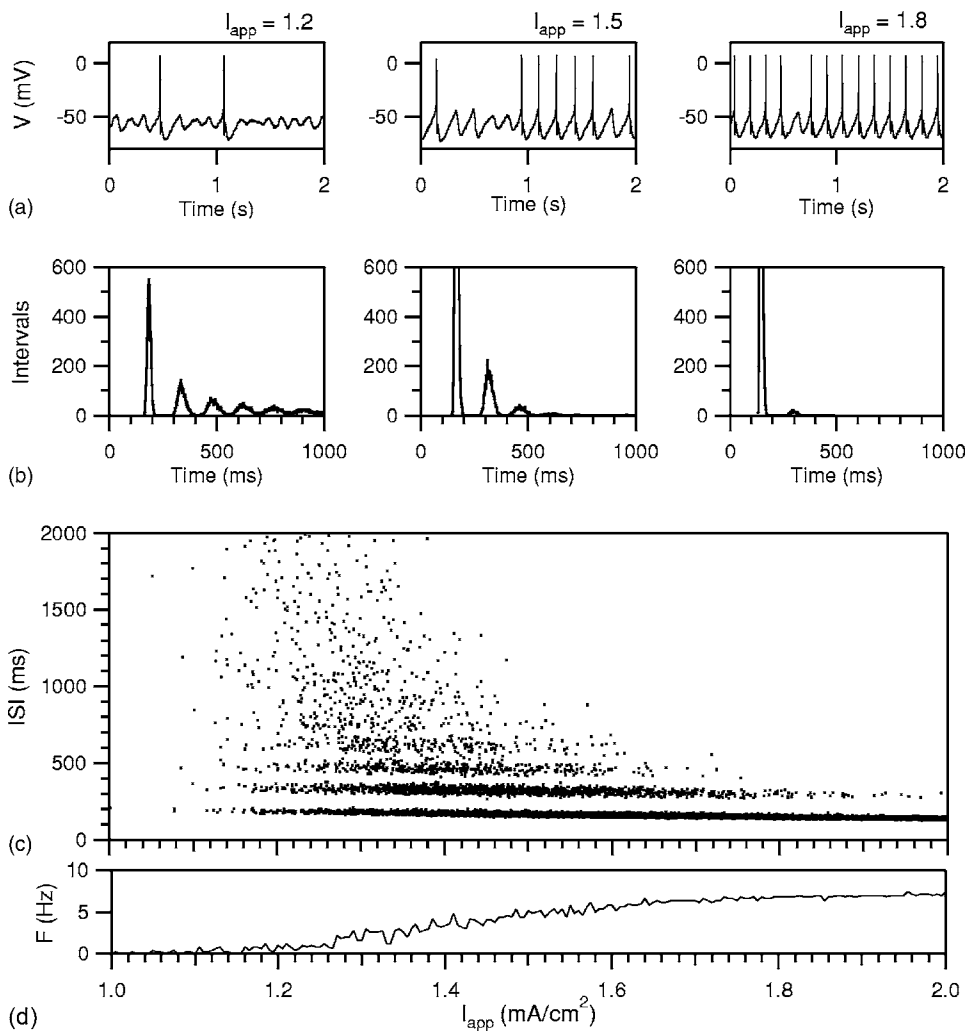 I_app = 1.2 I_app = 1.5 I_app = 1.8
V (mV)
0 0 0
-50 -50 -50
0 1 2 0 1 2 0 1 2
(a) Time (s) Time (s) Time (s)
Intervals
600 600 600
400 400 400
200 200 200
0 0 0
0 500 1000 0 500 1000 0 500 1000
(b) Time (ms) Time (ms) Time (ms)
ISI (ms)
2000
1500
1000
500
0
(c)
F (Hz)
10
5
0
1.0 1.2 1.4 1.6 1.8 2.0
(d) I_app (mA/cm²)